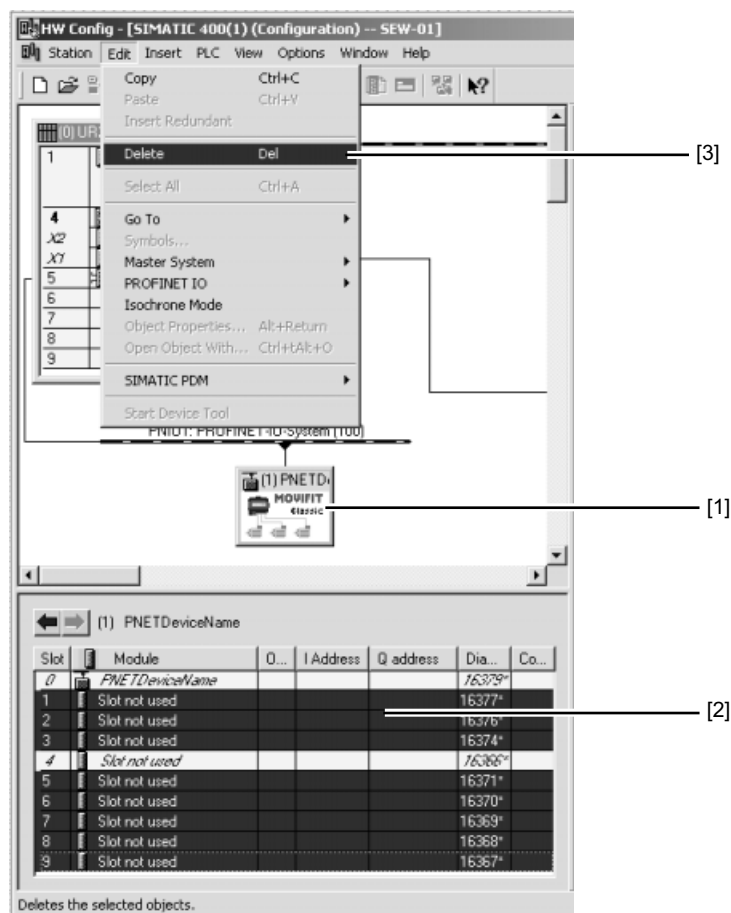 HW Config - [SIMATIC 400(1) (Configuration) -- SEW-01]
Station Edit Insert PLC View Options Window Help
Copy Ctrl+C
Paste Ctrl+V
Insert Redundant
(0) UR
1
Delete Del
[3]
Select All Ctrl+A
4
Go To
X2
Symbols...
X1
Master System
5
PROFINET IO
6
Isochrone Mode
7
Object Properties... Alt+Return
8
Open Object With... Ctrl+tAlt+O
9
SIMATIC PDM
Start Device Tool
PNIOT: PROFINET-IO-System (100)
(1) PNETD
MOVIFIT
Classic
[1]
(1) PNETDeviceName
Slot Module O... I Address Q address Dia... Co...
0 PNETDeviceName 16379*
1 Slot not used 16377*
[2]
2 Slot not used 16376*
3 Slot not used 16374*
4 Slot not used 16366*
5 Slot not used 16371*
6 Slot not used 16370*
7 Slot not used 16369*
8 Slot not used 16368*
9 Slot not used 16367*
Deletes the selected objects.